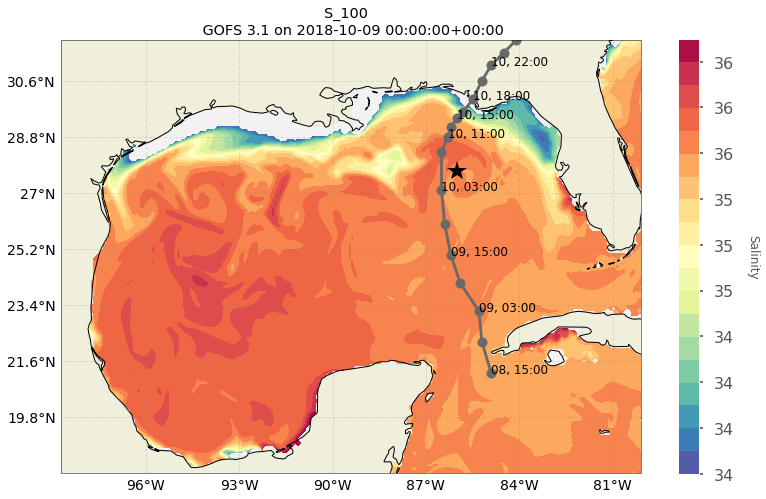 S_100
GOFS 3.1 on 2018-10-09 00:00:00+00:00
10, 22:00
10, 18:00
10, 15:00
10, 11:00
10, 03:00
09, 15:00
09, 03:00
08, 15:00
30.6°N
28.8°N
27°N
25.2°N
23.4°N
21.6°N
19.8°N
96°W
93°W
90°W
87°W
84°W
81°W
36
36
36
35
35
35
34
34
34
34
Salinity